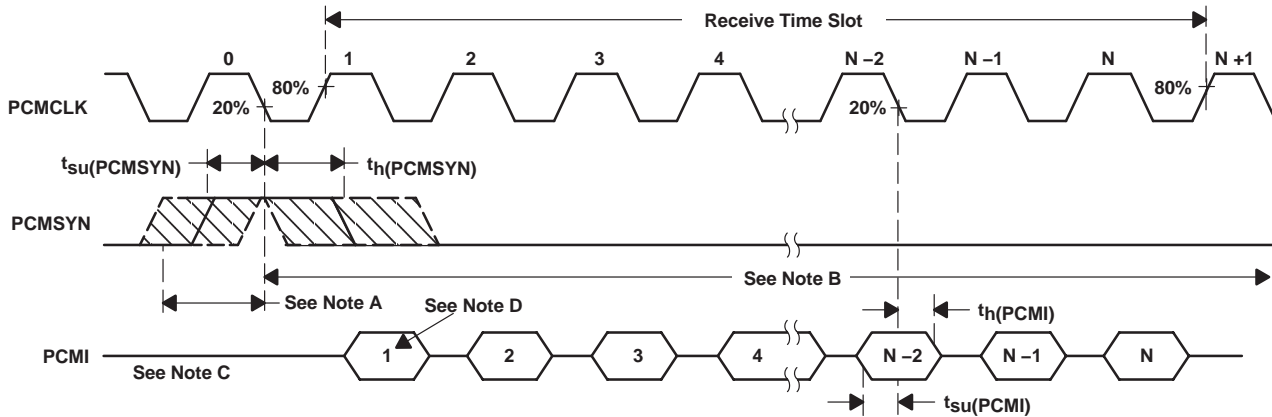 Receive Time Slot
0 1 2 3 4 N –2 N –1 N N +1
80% 80%
PCMCLK 20% 20%
tsu(PCMSYN) th(PCMSYN)
PCMSYN
See Note B
See Note A
See Note D
th(PCMI)
PCMI 1 2 3 4 N –2 N –1 N
See Note C
tsu(PCMI)